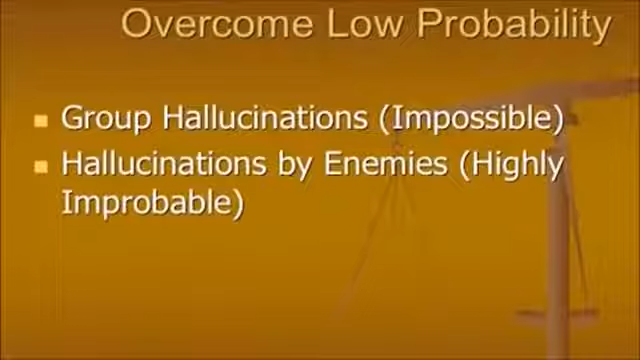 Overcome Low Probability
Group Hallucinations (Impossible)
Hallucinations by Enemies (Highly
Improbable)